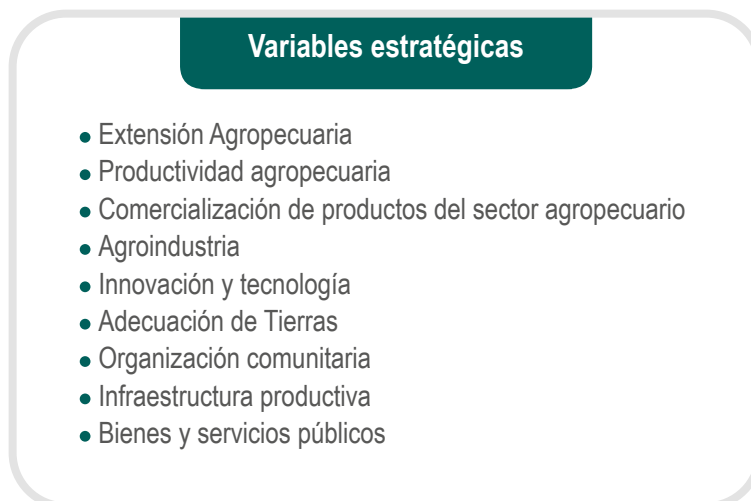 Variables estratégicas
● Extensión Agropecuaria
● Productividad agropecuaria
● Comercialización de productos del sector agropecuario
● Agroindustria
● Innovación y tecnología
● Adecuación de Tierras
● Organización comunitaria
● Infraestructura productiva
● Bienes y servicios públicos